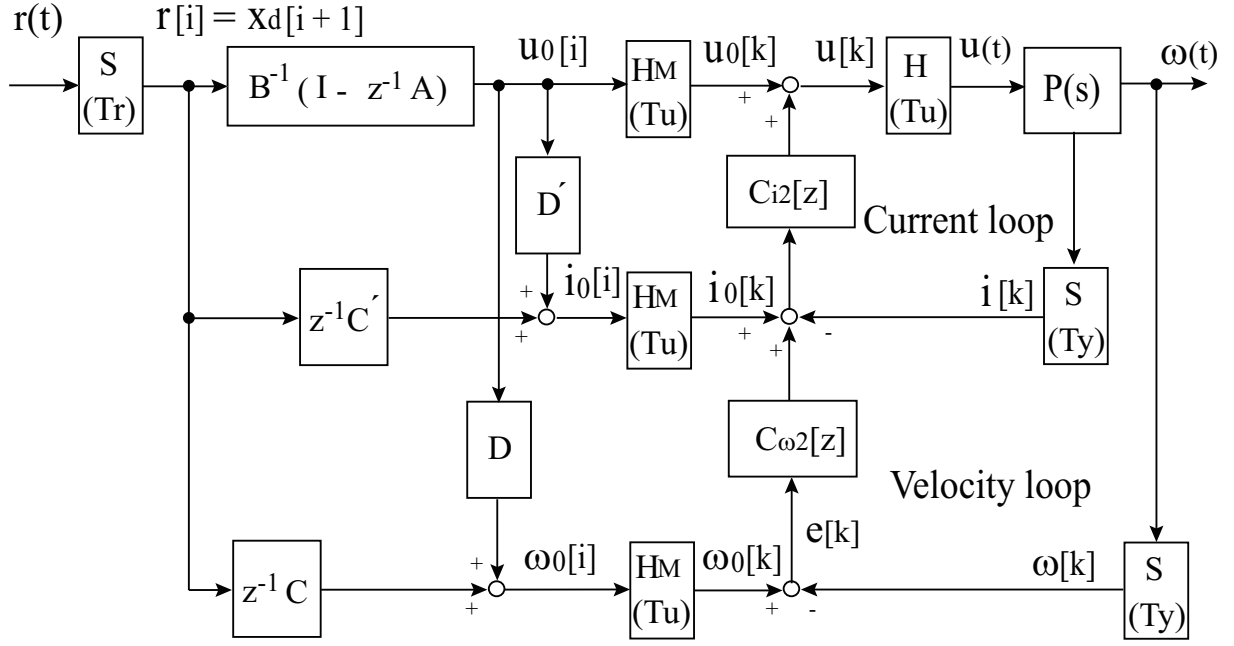 r(t)
r[i] = xd[i + 1]
S
(Tr)
B⁻¹ ( I - z⁻¹ A)
u0[i]
HM
(Tu)
u0[k]
+
+
u[k]
H
(Tu)
u(t)
P(s)
ω(t)
D´
Ci2[z]
Current loop
z⁻¹C´
+
+
i0[i]
HM
(Tu)
i0[k]
+
+
-
i[k]
S
(Ty)
D
Cω2[z]
Velocity loop
e[k]
z⁻¹ C
+
+
ω0[i]
HM
(Tu)
ω0[k]
+
-
ω[k]
S
(Ty)